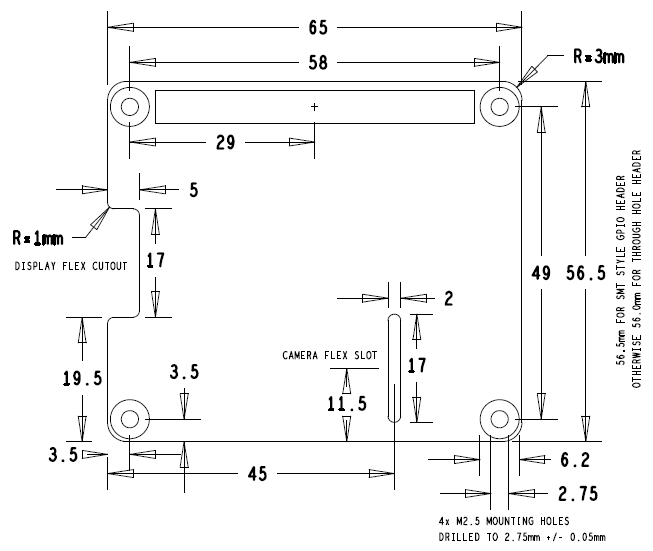 65
58
R=3mm
29
5
R=1mm
DISPLAY FLEX CUTOUT
17
49
56.5
56.5mm FOR SMT STYLE GPIO HEADER
OTHERWISE 56.0mm FOR THROUGH HOLE HEADER
2
CAMERA FLEX SLOT
17
19.5
3.5
11.5
3.5
45
6.2
2.75
4x M2.5 MOUNTING HOLES
DRILLED TO 2.75mm +/- 0.05mm